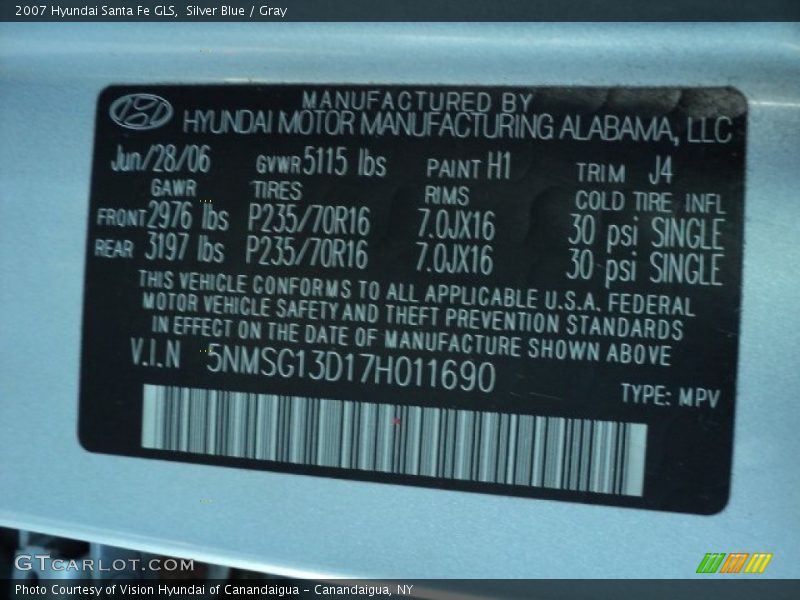 2007 Hyundai Santa Fe GLS,  Silver Blue / Gray
MANUFACTURED BY
HYUNDAI MOTOR MANUFACTURING ALABAMA, LLC
Jun/28/06 GVWR 5115 lbs PAINT H1 TRIM J4
GAWR TIRES RIMS COLD TIRE INFL
FRONT 2976 lbs P235/70R16 7.0JX16 30 psi SINGLE
REAR 3197 lbs P235/70R16 7.0JX16 30 psi SINGLE
THIS VEHICLE CONFORMS TO ALL APPLICABLE U.S.A. FEDERAL
MOTOR VEHICLE SAFETY AND THEFT PREVENTION STANDARDS
IN EFFECT ON THE DATE OF MANUFACTURE SHOWN ABOVE
V.I.N 5NMSG13D17H011690
TYPE: MPV
GTCARLOT.COM
Photo Courtesy of Vision Hyundai of Canandaigua - Canandaigua, NY